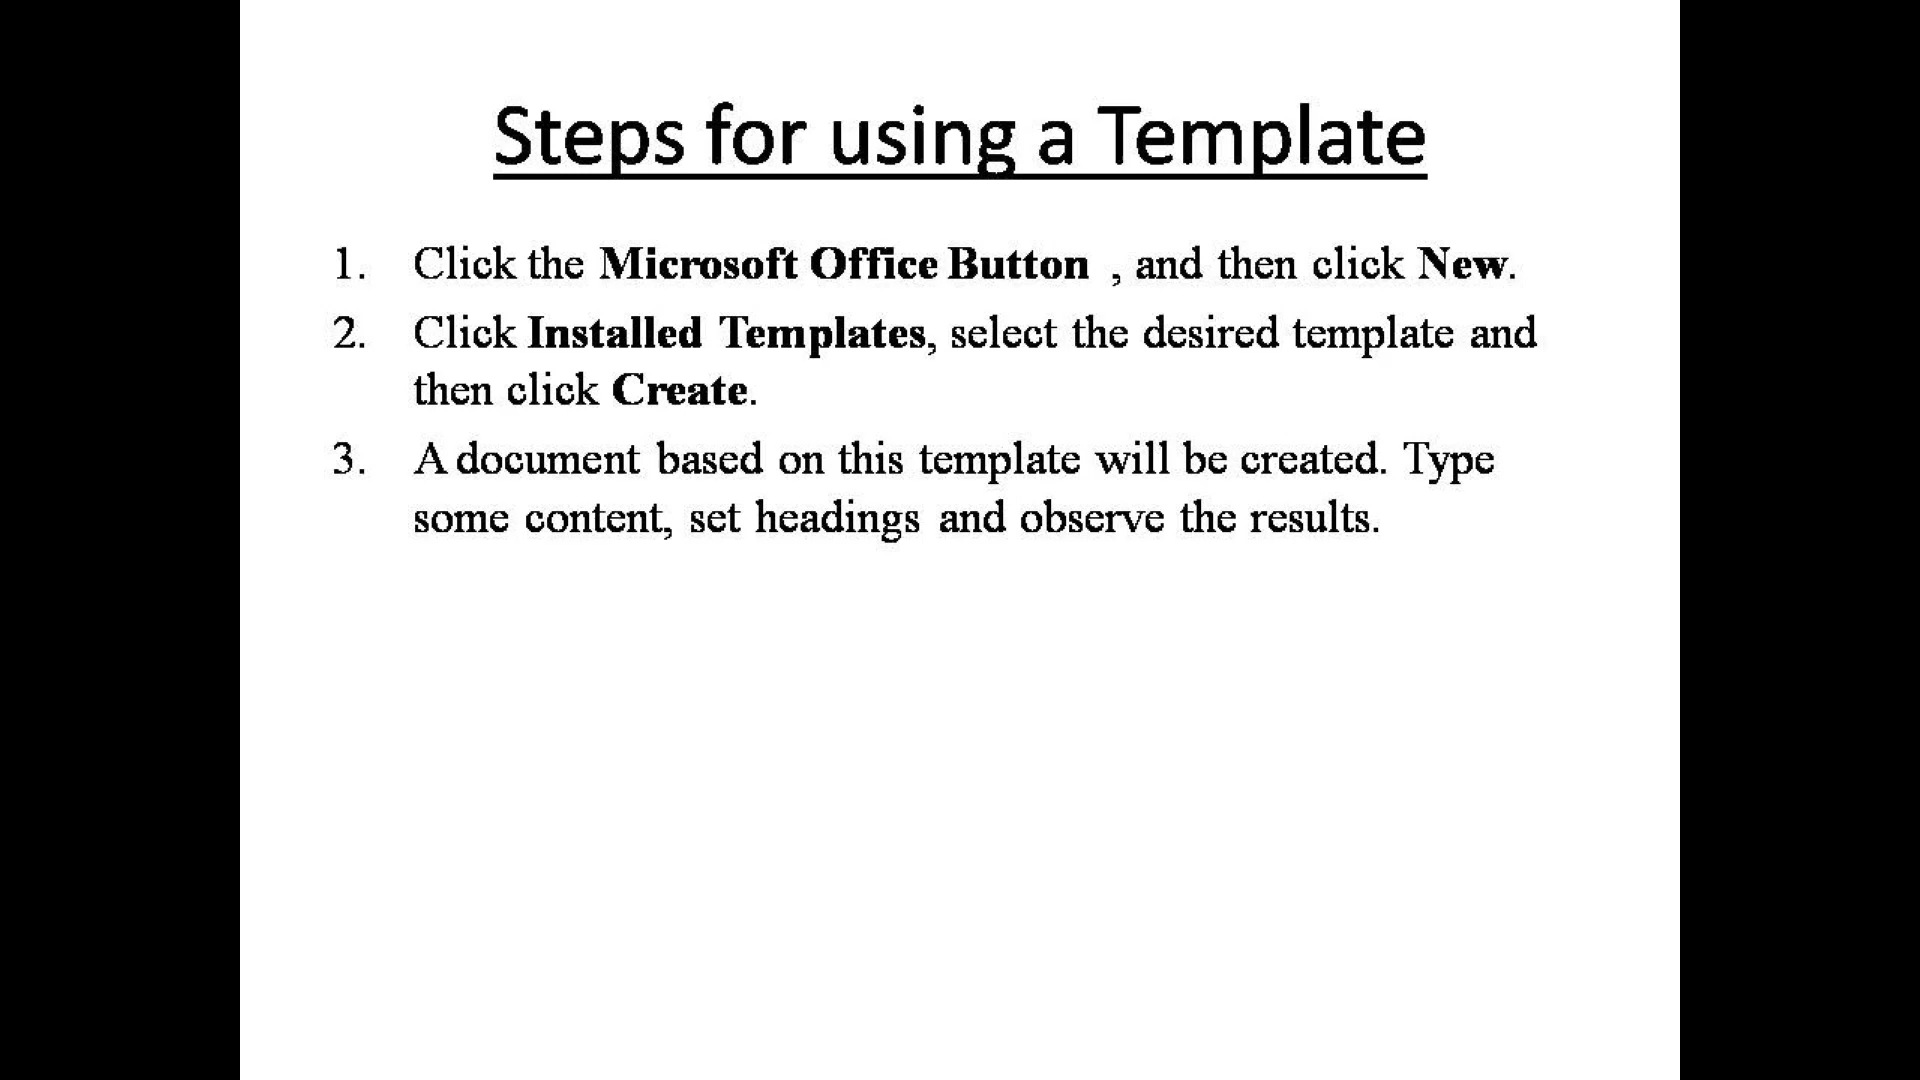 Steps for using a Template
1. Click the Microsoft Office Button , and then click New.
2. Click Installed Templates, select the desired template and
then click Create.
3. A document based on this template will be created. Type
some content, set headings and observe the results.